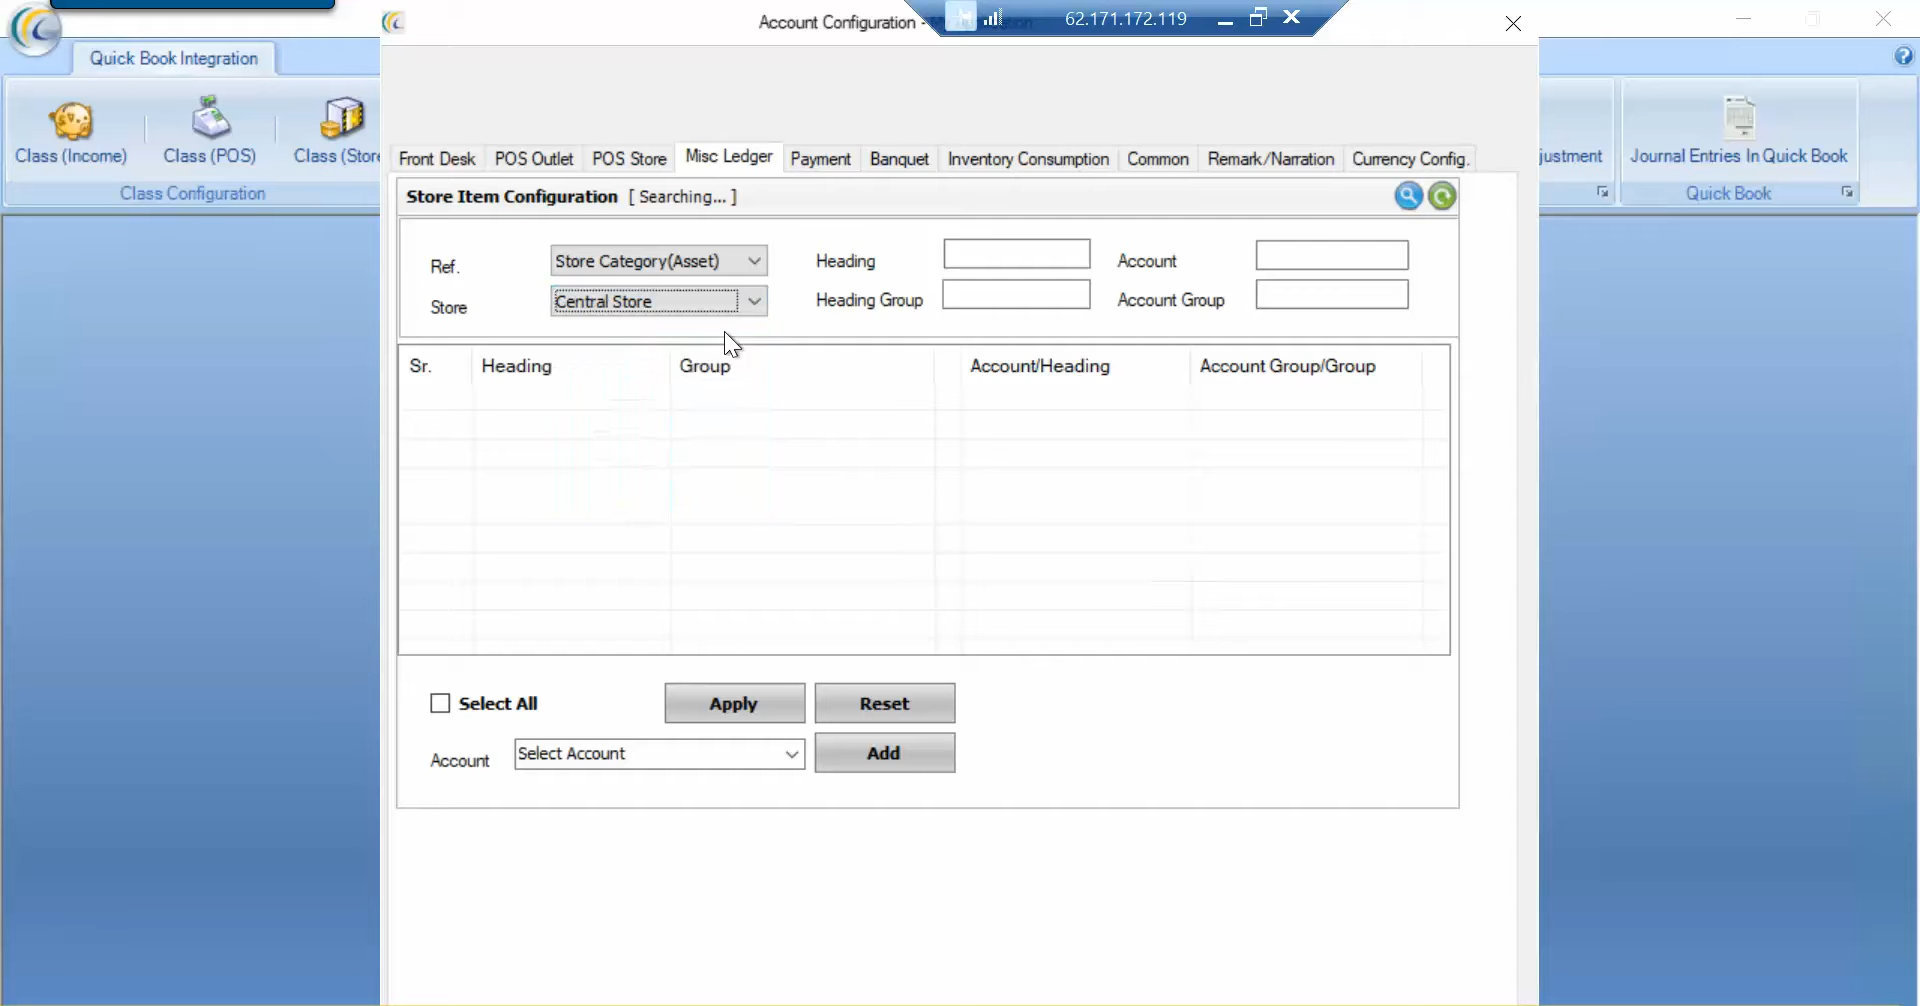 Account Configuration -
62.171.172.119
Quick Book Integration
Class (Income)
Class (POS)
Class (Store
Class Configuration
justment
Journal Entries In Quick Book
Quick Book
Front Desk
POS Outlet
POS Store
Misc Ledger
Payment
Banquet
Inventory Consumption
Common
Remark/Narration
Currency Config.
Store Item Configuration [ Searching... ]
Ref.
Store Category(Asset)
Heading
Account
Store
Central Store
Heading Group
Account Group
Sr.
Heading
Group
Account/Heading
Account Group/Group
Select All
Apply
Reset
Account
Select Account
Add